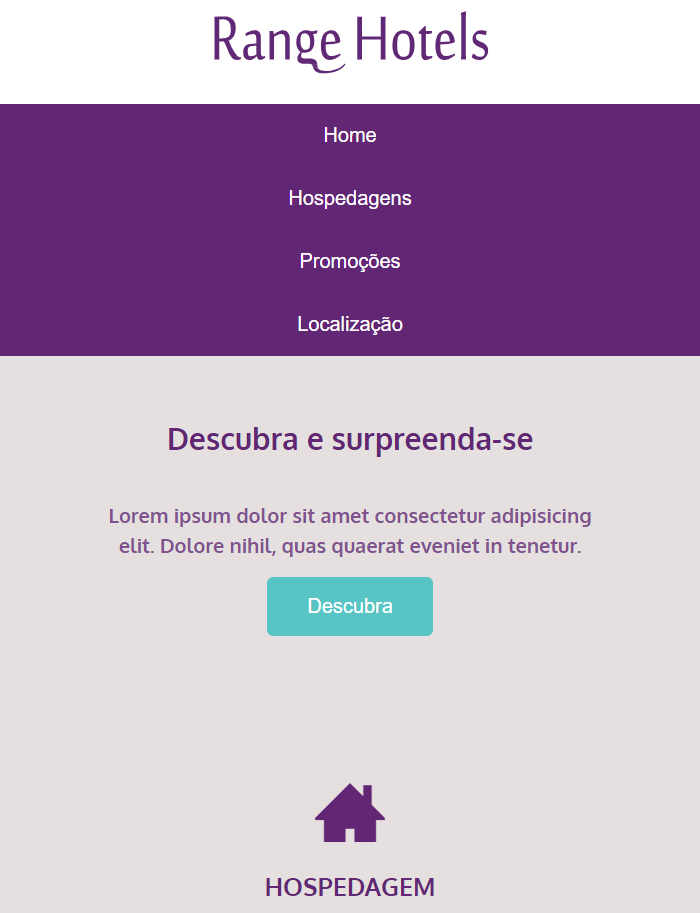 Range Hotels
Home
Hospedagens
Promoções
Localização
Descubra e surpreenda-se
Lorem ipsum dolor sit amet consectetur adipisicing
elit. Dolore nihil, quas quaerat eveniet in tenetur.
Descubra
HOSPEDAGEM